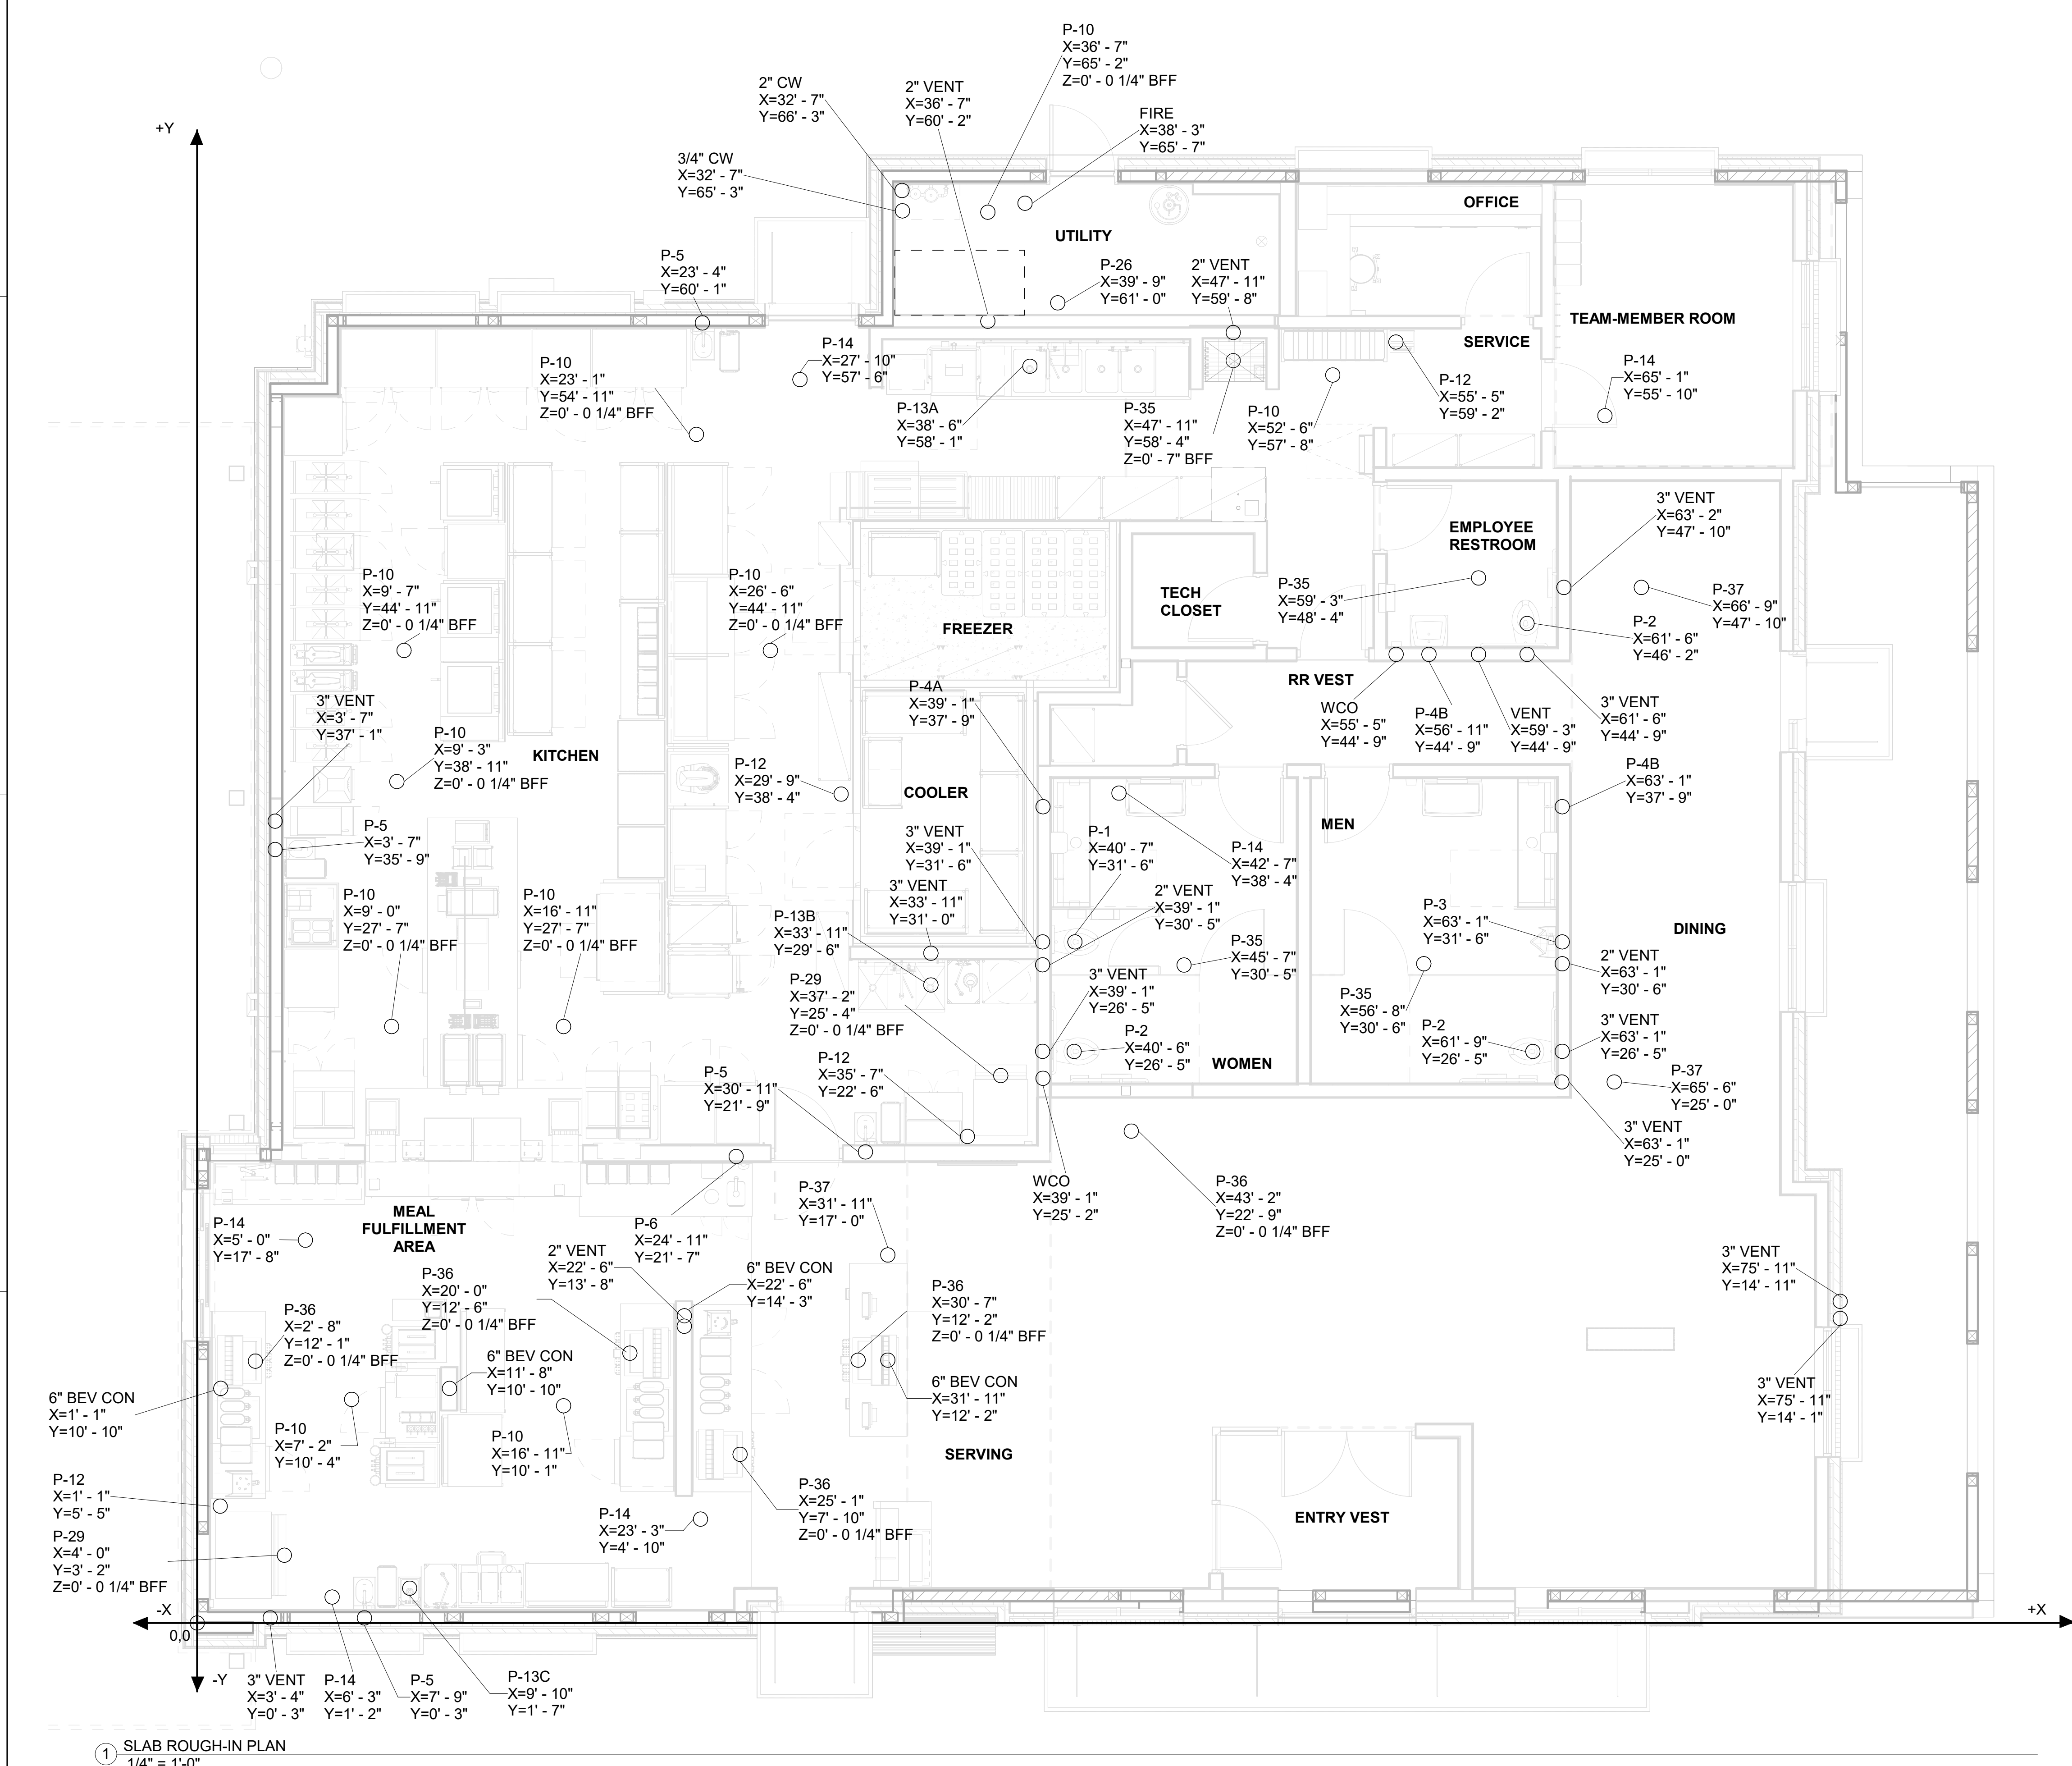 P-10
X=36' - 7"
Y=65' - 2"
Z=0' - 0 1/4" BFF
2" CW
X=32' - 7"
Y=66' - 3"
2" VENT
X=36' - 7"
Y=60' - 2"
FIRE
X=38' - 3"
Y=65' - 7"
+Y
3/4" CW
X=32' - 7"
Y=65' - 3"
OFFICE
UTILITY
P-5
X=23' - 4"
Y=60' - 1"
P-26
X=39' - 9"
Y=61' - 0"
2" VENT
X=47' - 11"
Y=59' - 8"
TEAM-MEMBER ROOM
SERVICE
P-14
X=27' - 10"
Y=57' - 6"
P-10
X=23' - 1"
Y=54' - 11"
Z=0' - 0 1/4" BFF
P-14
X=65' - 1"
Y=55' - 10"
P-12
X=55' - 5"
Y=59' - 2"
P-13A
X=38' - 6"
Y=58' - 1"
P-35
X=47' - 11"
Y=58' - 4"
Z=0' - 7" BFF
P-10
X=52' - 6"
Y=57' - 8"
3" VENT
X=63' - 2"
Y=47' - 10"
EMPLOYEE
RESTROOM
P-10
X=9' - 7"
Y=44' - 11"
Z=0' - 0 1/4" BFF
P-10
X=26' - 6"
Y=44' - 11"
Z=0' - 0 1/4" BFF
TECH
CLOSET
P-35
X=59' - 3"
Y=48' - 4"
P-37
X=66' - 9"
Y=47' - 10"
FREEZER
P-2
X=61' - 6"
Y=46' - 2"
RR VEST
P-4A
X=39' - 1"
Y=37' - 9"
3" VENT
X=3' - 7"
Y=37' - 1"
WCO
X=55' - 5"
Y=44' - 9"
P-4B
X=56' - 11"
Y=44' - 9"
VENT
X=59' - 3"
Y=44' - 9"
3" VENT
X=61' - 6"
Y=44' - 9"
P-10
X=9' - 3"
Y=38' - 11"
Z=0' - 0 1/4" BFF
KITCHEN
P-12
X=29' - 9"
Y=38' - 4"
COOLER
P-4B
X=63' - 1"
Y=37' - 9"
MEN
P-5
X=3' - 7"
Y=35' - 9"
3" VENT
X=39' - 1"
Y=31' - 6"
P-1
X=40' - 7"
Y=31' - 6"
P-14
X=42' - 7"
Y=38' - 4"
P-10
X=9' - 0"
Y=27' - 7"
Z=0' - 0 1/4" BFF
P-10
X=16' - 11"
Y=27' - 7"
Z=0' - 0 1/4" BFF
3" VENT
X=33' - 11"
Y=31' - 0"
2" VENT
X=39' - 1"
Y=30' - 5"
P-3
X=63' - 1"
Y=31' - 6"
P-13B
X=33' - 11"
Y=29' - 6"
DINING
P-35
X=45' - 7"
Y=30' - 5"
2" VENT
X=63' - 1"
Y=30' - 6"
P-29
X=37' - 2"
Y=25' - 4"
Z=0' - 0 1/4" BFF
3" VENT
X=39' - 1"
Y=26' - 5"
P-35
X=56' - 8"
Y=30' - 6"
P-2
X=61' - 9"
Y=26' - 5"
3" VENT
X=63' - 1"
Y=26' - 5"
P-2
X=40' - 6"
Y=26' - 5"
WOMEN
P-12
X=35' - 7"
Y=22' - 6"
P-5
X=30' - 11"
Y=21' - 9"
P-37
X=65' - 6"
Y=25' - 0"
3" VENT
X=63' - 1"
Y=25' - 0"
WCO
X=39' - 1"
Y=25' - 2"
P-36
X=43' - 2"
Y=22' - 9"
Z=0' - 0 1/4" BFF
P-37
X=31' - 11"
Y=17' - 0"
MEAL
FULFILLMENT
AREA
P-14
X=5' - 0"
Y=17' - 8"
P-6
X=24' - 11"
Y=21' - 7"
2" VENT
X=22' - 6"
Y=13' - 8"
3" VENT
X=75' - 11"
Y=14' - 11"
6" BEV CON
X=22' - 6"
Y=14' - 3"
P-36
X=20' - 0"
Y=12' - 6"
Z=0' - 0 1/4" BFF
P-36
X=30' - 7"
Y=12' - 2"
Z=0' - 0 1/4" BFF
P-36
X=2' - 8"
Y=12' - 1"
Z=0' - 0 1/4" BFF
6" BEV CON
X=11' - 8"
Y=10' - 10"
6" BEV CON
X=31' - 11"
Y=12' - 2"
3" VENT
X=75' - 11"
Y=14' - 1"
6" BEV CON
X=1' - 1"
Y=10' - 10"
P-10
X=7' - 2"
Y=10' - 4"
P-10
X=16' - 11"
Y=10' - 1"
SERVING
P-12
X=1' - 1"
Y=5' - 5"
P-36
X=25' - 1"
Y=7' - 10"
Z=0' - 0 1/4" BFF
P-14
X=23' - 3"
Y=4' - 10"
ENTRY VEST
P-29
X=4' - 0"
Y=3' - 2"
Z=0' - 0 1/4" BFF
-X
+X
0,0
-Y
3" VENT
X=3' - 4"
Y=0' - 3"
P-14
X=6' - 3"
Y=1' - 2"
P-5
X=7' - 9"
Y=0' - 3"
P-13C
X=9' - 10"
Y=1' - 7"
1
SLAB ROUGH-IN PLAN
1/4" = 1'-0"